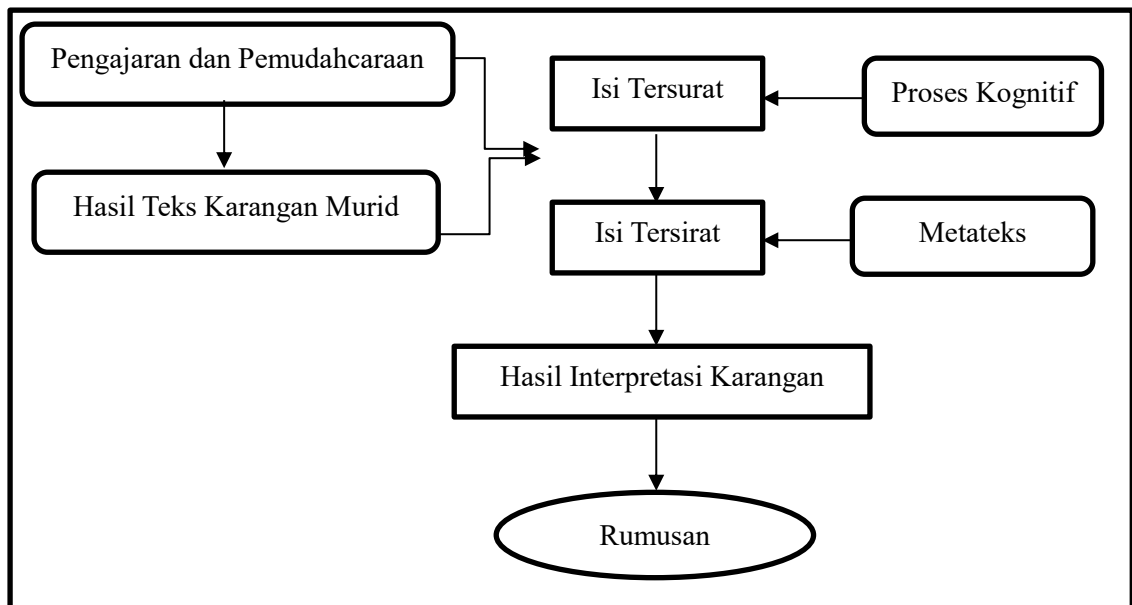 Pengajaran dan Pemudahcaraan
Isi Tersurat
Proses Kognitif
Hasil Teks Karangan Murid
Isi Tersirat
Metateks
Hasil Interpretasi Karangan
Rumusan